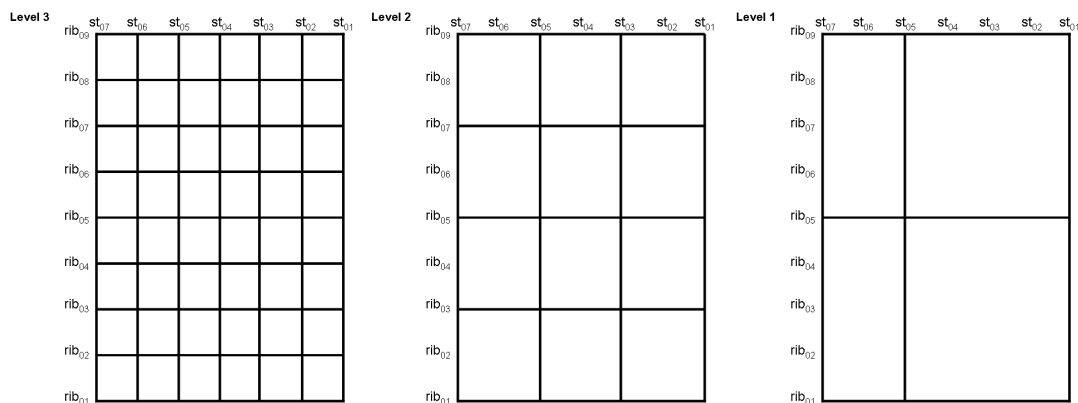 Level 3 Level 2 Level 1
st07 st06 st05 st04 st03 st02 st01 st07 st06 st05 st04 st03 st02 st01 st07 st06 st05 st04 st03 st02 st01
rib09 rib09 rib09
rib08 rib08 rib08
rib07 rib07 rib07
rib06 rib06 rib06
rib05 rib05 rib05
rib04 rib04 rib04
rib03 rib03 rib03
rib02 rib02 rib02
rib01 rib01 rib01